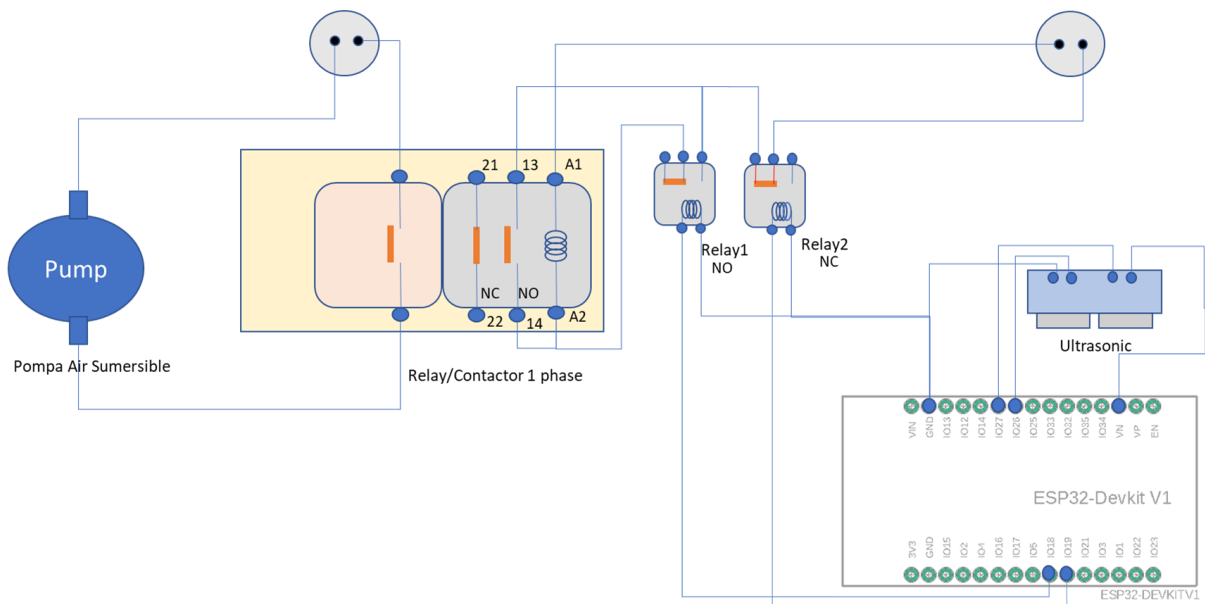 21
13
A1
Relay1
NO
Relay2
NC
Pump
NC
NO
22
14
A2
Pompa Air Sumersible
Relay/Contactor 1 phase
Ultrasonic
VIN
GND
IO13
IO12
IO14
IO27
IO26
IO25
IO33
IO32
IO35
IO34
VN
VP
EN
ESP32-Devkit V1
3V3
GND
IO15
IO2
IO4
IO16
IO17
IO5
IO18
IO19
IO21
IO3
IO1
IO22
IO23
ESP32-DEVKITV1